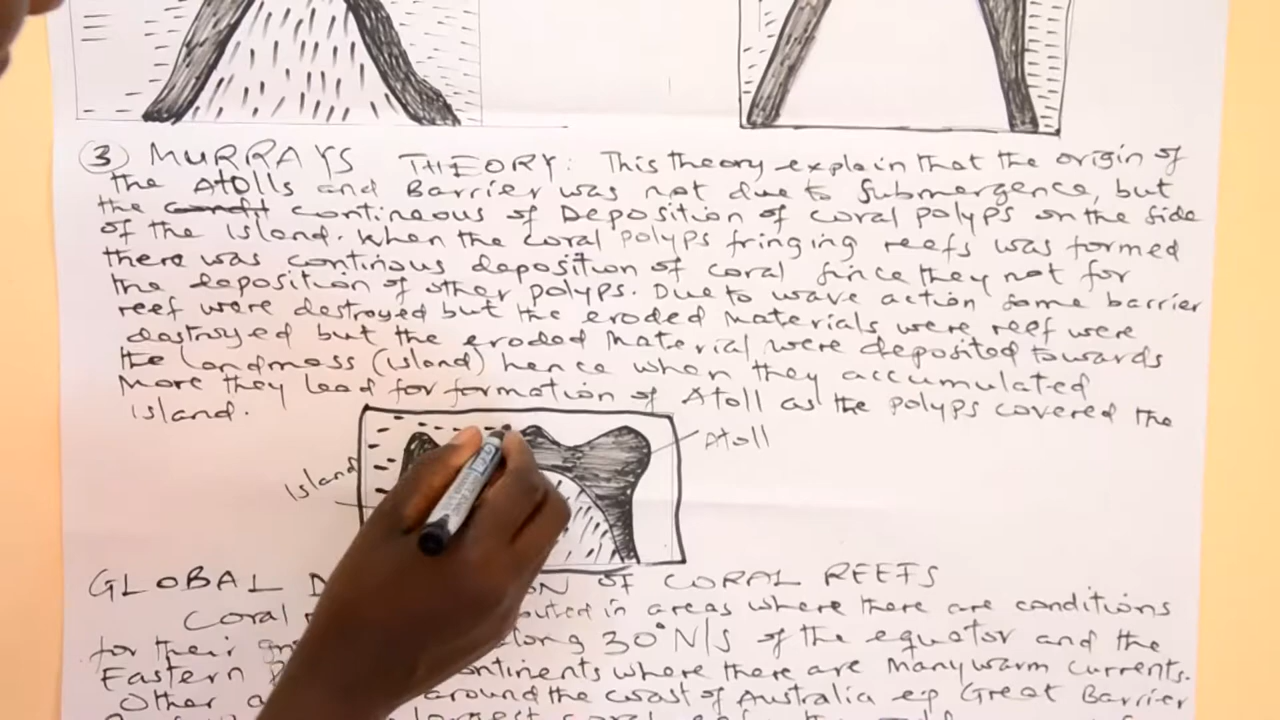 3 MURRAYS THEORY: This theory explain that the origin of
the Atolls and Barrier was not due to Submergence, but
the condit contineous of Deposition of coral polyps on the side
of the Island. When the coral polyps fringing reefs was formed
there was continous deposition of coral since they not for
the deposition of other polyps. Due to wave action some barrier
reef were destroyed but the eroded Materials were reef were
destroyed but the eroded Material were deposited towards
the landmass (island) hence when they accumulated
More they lead for formation of Atoll as the polyps covered the
Island.
Atoll
Island
GLOBAL D ON OF CORAL REEFS
Coral in areas where there are conditions
for their 30°N/S of the equator and the
Eastern where there are many warm currents.
Other around the coast of Australia e.g Great Barrier
largest coral